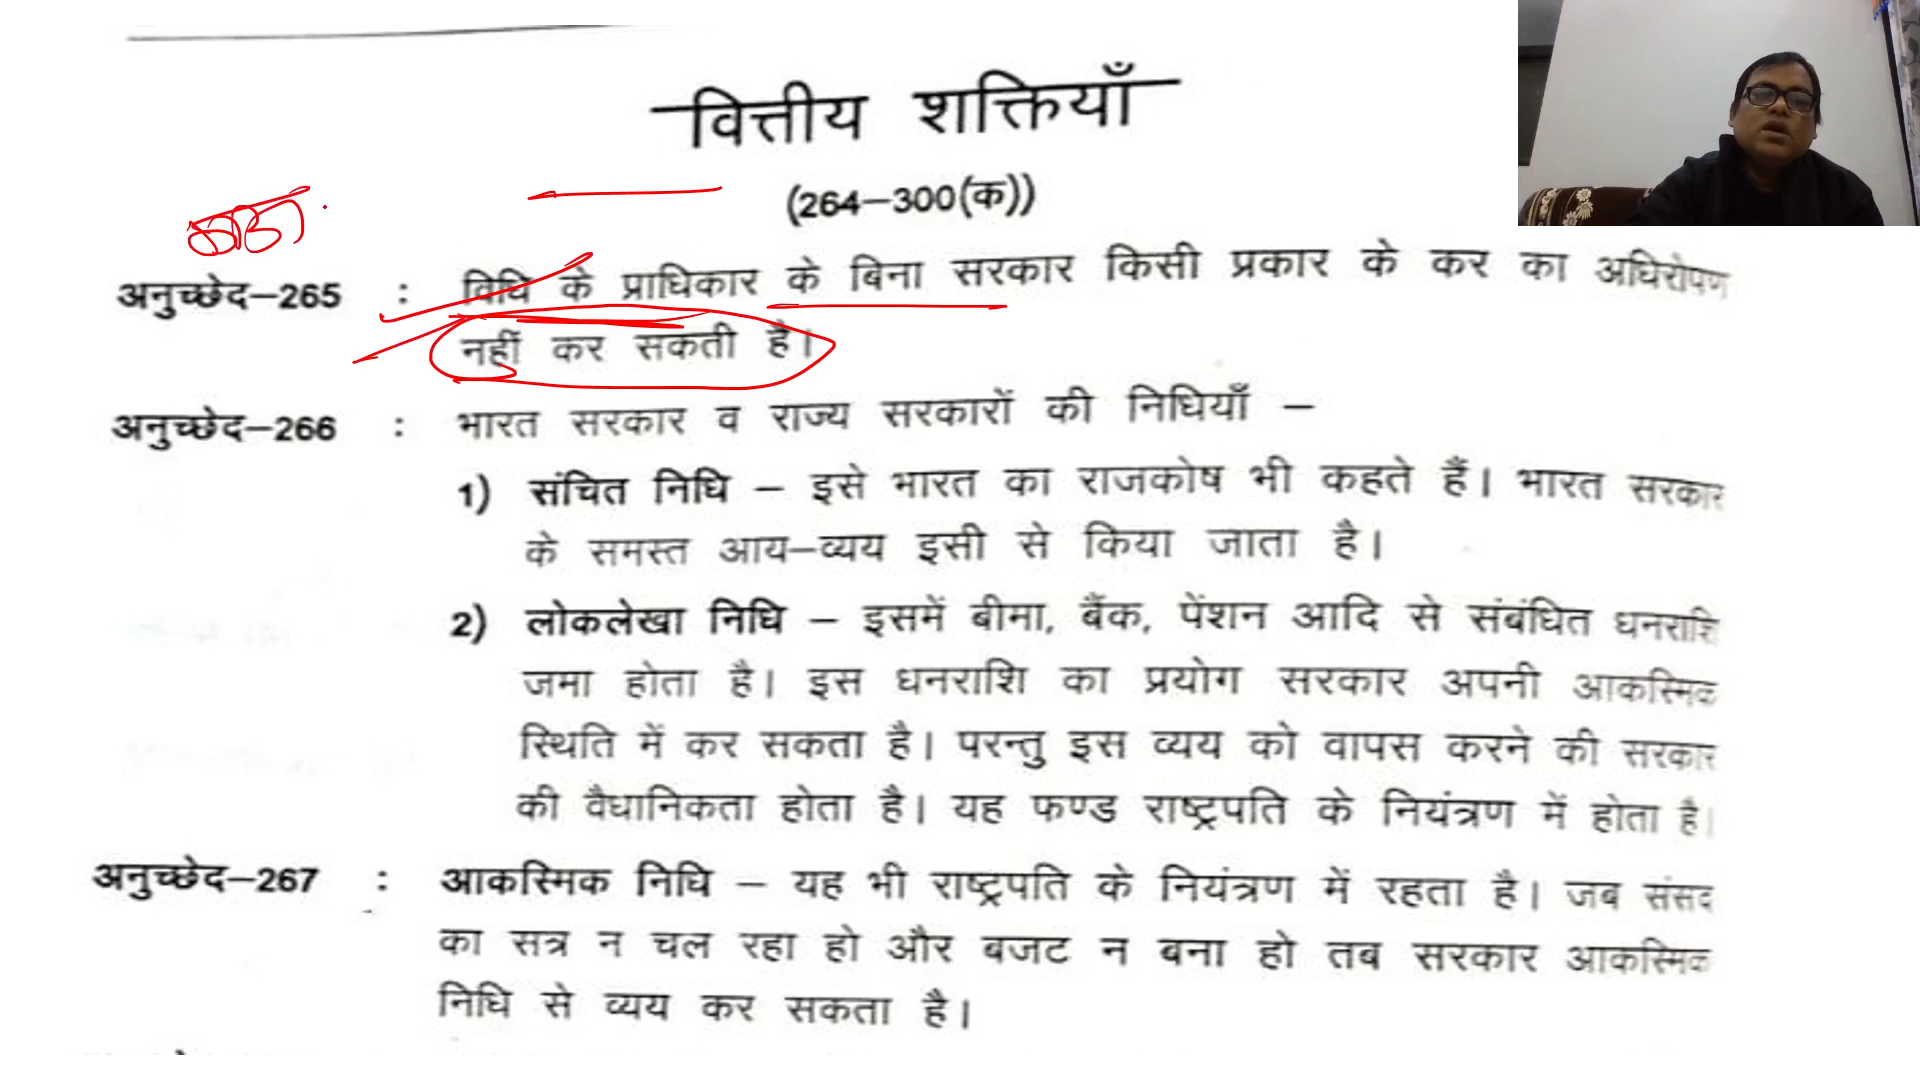 वित्तीय शक्तियाँ
(264–300(क))
अनुच्छेद–265 : विधि के प्राधिकार के बिना सरकार किसी प्रकार के कर का अधिरोपण
नहीं कर सकती है।
अनुच्छेद–266 : भारत सरकार व राज्य सरकारों की निधियाँ –
1) संचित निधि – इसे भारत का राजकोष भी कहते हैं। भारत सरकार
के समस्त आय–व्यय इसी से किया जाता है।
2) लोकलेखा निधि – इसमें बीमा, बैंक, पेंशन आदि से संबंधित धनराशि
जमा होता है। इस धनराशि का प्रयोग सरकार अपनी आकस्मिक
स्थिति में कर सकता है। परन्तु इस व्यय को वापस करने की सरकार
की वैधानिकता होता है। यह फण्ड राष्ट्रपति के नियंत्रण में होता है।
अनुच्छेद–267 : आकस्मिक निधि – यह भी राष्ट्रपति के नियंत्रण में रहता है। जब संसद
का सत्र न चल रहा हो और बजट न बना हो तब सरकार आकस्मिक
निधि से व्यय कर सकता है।